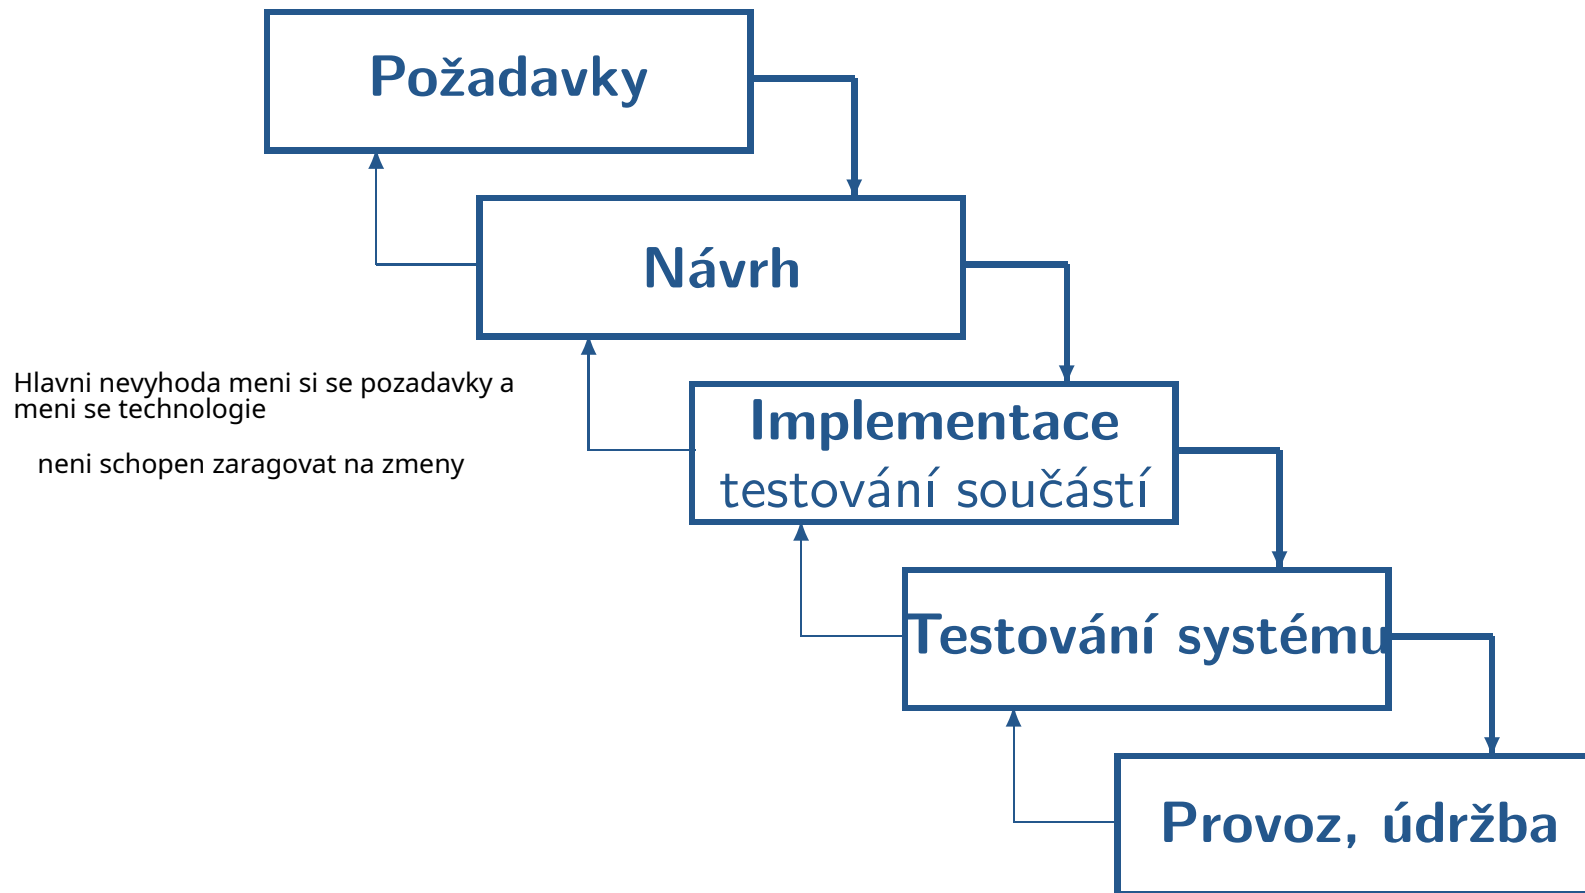 Požadavky
Návrh
Hlavni nevyhoda meni si se pozadavky a
meni se technologie
neni schopen zaragovat na zmeny
Implementace
testování součástí
Testování systému
Provoz, údržba